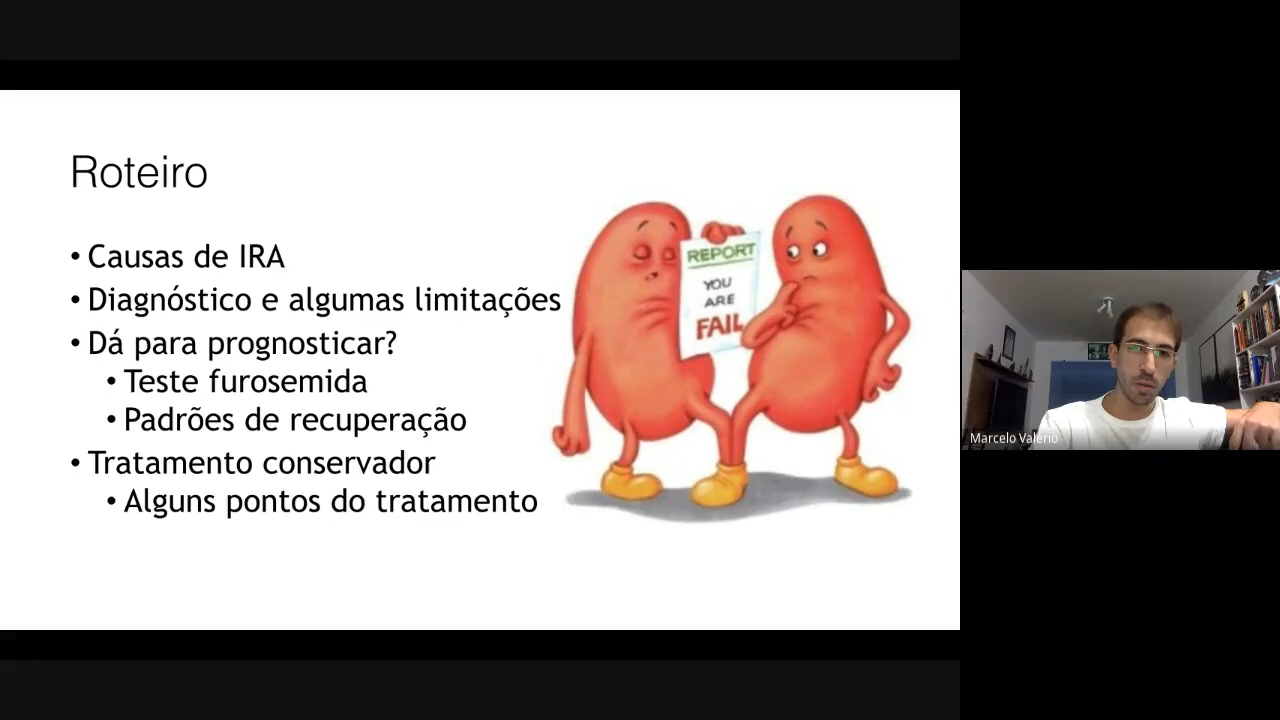 Roteiro
• Causas de IRA
• Diagnóstico e algumas limitações
• Dá para prognosticar?
• Teste furosemida
• Padrões de recuperação
• Tratamento conservador
• Alguns pontos do tratamento
REPORT
YOU
ARE
FAIL
Marcelo Valério